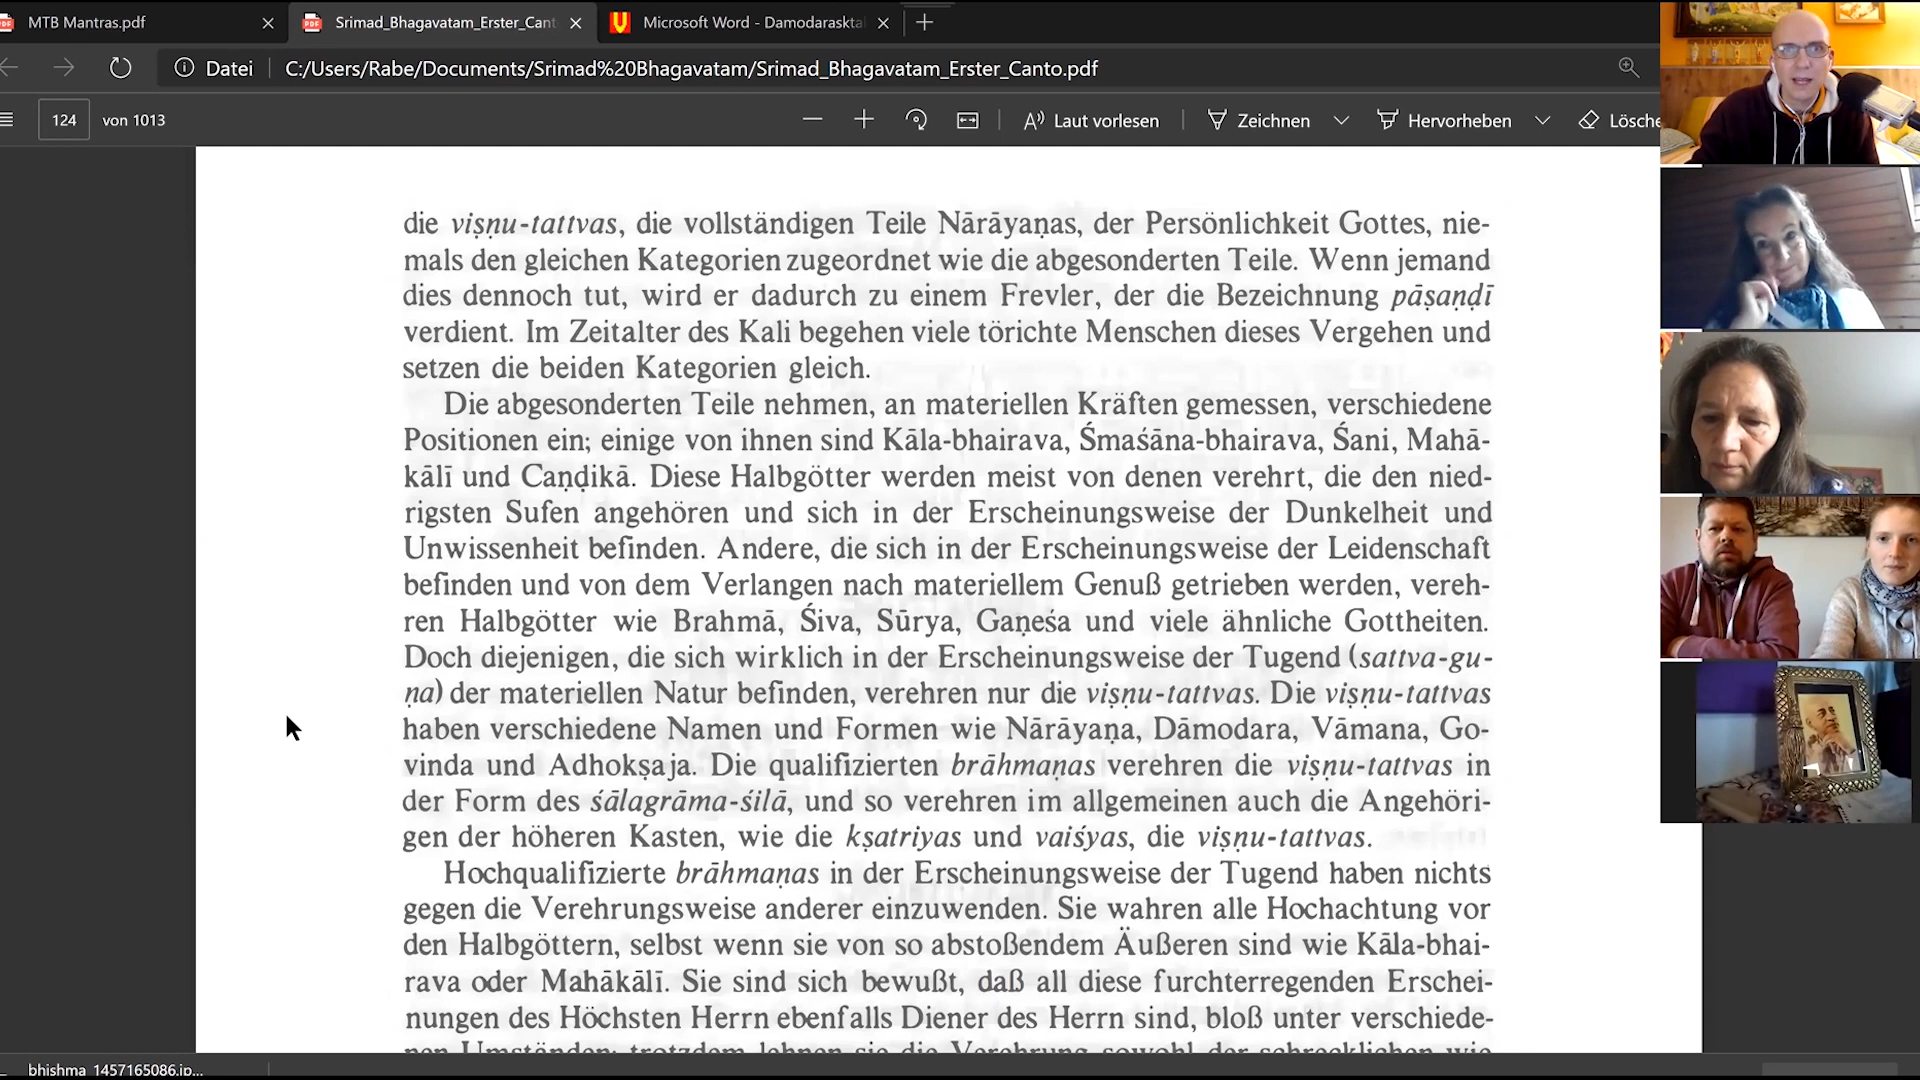 MTB Mantras.pdf
Srimad_Bhagavatam_Erster_Cant
Microsoft Word - Damodaraskta
Datei
C:/Users/Rabe/Documents/Srimad%20Bhagavatam/Srimad_Bhagavatam_Erster_Canto.pdf
124 von 1013
Laut vorlesen
Zeichnen
Hervorheben
Lösche
die viṣṇu-tattvas, die vollständigen Teile Nārāyaṇas, der Persönlichkeit Gottes, nie-
mals den gleichen Kategorien zugeordnet wie die abgesonderten Teile. Wenn jemand
dies dennoch tut, wird er dadurch zu einem Frevler, der die Bezeichnung pāṣaṇḍī
verdient. Im Zeitalter des Kali begehen viele törichte Menschen dieses Vergehen und
setzen die beiden Kategorien gleich.
Die abgesonderten Teile nehmen, an materiellen Kräften gemessen, verschiedene
Positionen ein; einige von ihnen sind Kāla-bhairava, Śmaśāna-bhairava, Śani, Mahā-
kālī und Caṇḍikā. Diese Halbgötter werden meist von denen verehrt, die den nied-
rigsten Sufen angehören und sich in der Erscheinungsweise der Dunkelheit und
Unwissenheit befinden. Andere, die sich in der Erscheinungsweise der Leidenschaft
befinden und von dem Verlangen nach materiellem Genuß getrieben werden, vereh-
ren Halbgötter wie Brahmā, Śiva, Sūrya, Gaṇeśa und viele ähnliche Gottheiten.
Doch diejenigen, die sich wirklich in der Erscheinungsweise der Tugend (sattva-gu-
ṇa) der materiellen Natur befinden, verehren nur die viṣṇu-tattvas. Die viṣṇu-tattvas
haben verschiedene Namen und Formen wie Nārāyaṇa, Dāmodara, Vāmana, Go-
vinda und Adhokṣaja. Die qualifizierten brāhmaṇas verehren die viṣṇu-tattvas in
der Form des śālagrāma-śilā, und so verehren im allgemeinen auch die Angehöri-
gen der höheren Kasten, wie die kṣatriyas und vaiśyas, die viṣṇu-tattvas.
Hochqualifizierte brāhmaṇas in der Erscheinungsweise der Tugend haben nichts
gegen die Verehrungsweise anderer einzuwenden. Sie wahren alle Hochachtung vor
den Halbgöttern, selbst wenn sie von so abstoßendem Äußeren sind wie Kāla-bhai-
rava oder Mahākālī. Sie sind sich bewußt, daß all diese furchterregenden Erschei-
nungen des Höchsten Herrn ebenfalls Diener des Herrn sind, bloß unter verschiede-
nen Umständen; trotzdem lehnen sie die Verehrung sowohl der schrecklichen wie
bhishma_1457165086.jp...